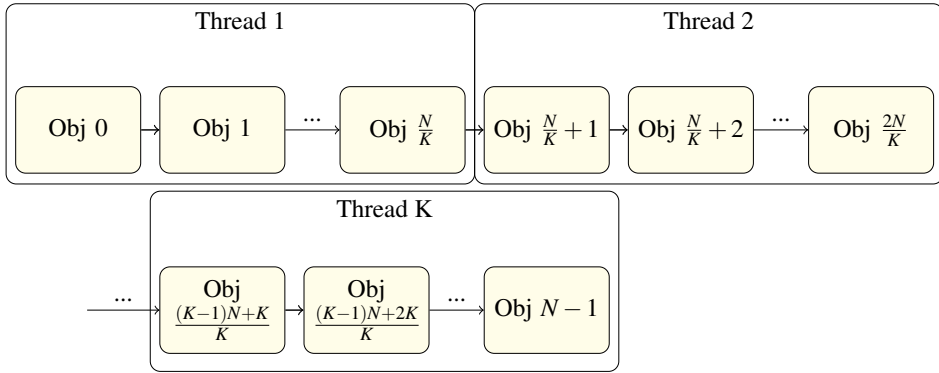 Thread 1
Thread 2
Obj 0
Obj 1
...
Obj N/K
Obj N/K + 1
Obj N/K + 2
...
Obj 2N/K
Thread K
...
Obj
(K−1)N+K/K
Obj
(K−1)N+2K/K
...
Obj N − 1